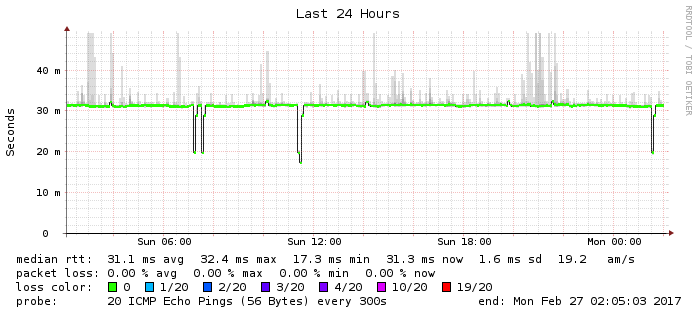 Last 24 Hours
RRDTOOL / TOBI OETIKER
Seconds
40 m
30 m
20 m
10 m
0
Sun 06:00 Sun 12:00 Sun 18:00 Mon 00:00
median rtt: 31.1 ms avg 32.4 ms max 17.3 ms min 31.3 ms now 1.6 ms sd 19.2 am/s
packet loss: 0.00 % avg 0.00 % max 0.00 % min 0.00 % now
loss color: 0 1/20 2/20 3/20 4/20 10/20 19/20
probe: 20 ICMP Echo Pings (56 Bytes) every 300s end: Mon Feb 27 02:05:03 2017